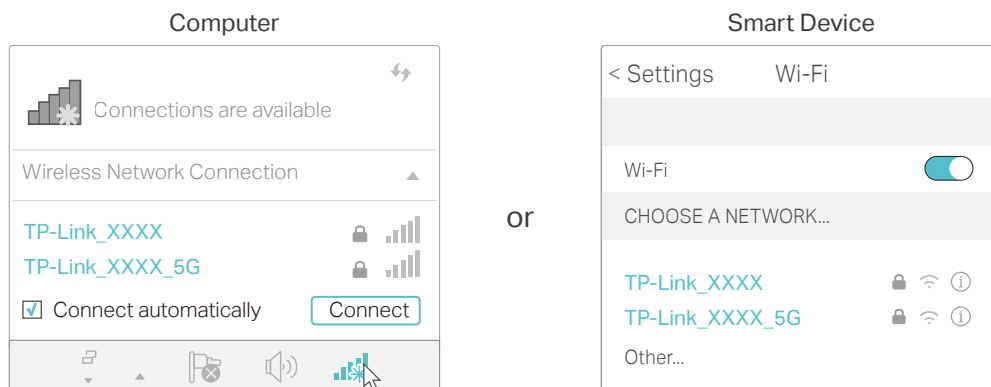 Computer
Connections are available
Wireless Network Connection
TP-Link_XXXX
TP-Link_XXXX_5G
Connect automatically
Connect
or
Smart Device
< Settings
Wi-Fi
Wi-Fi
CHOOSE A NETWORK...
TP-Link_XXXX
TP-Link_XXXX_5G
Other...